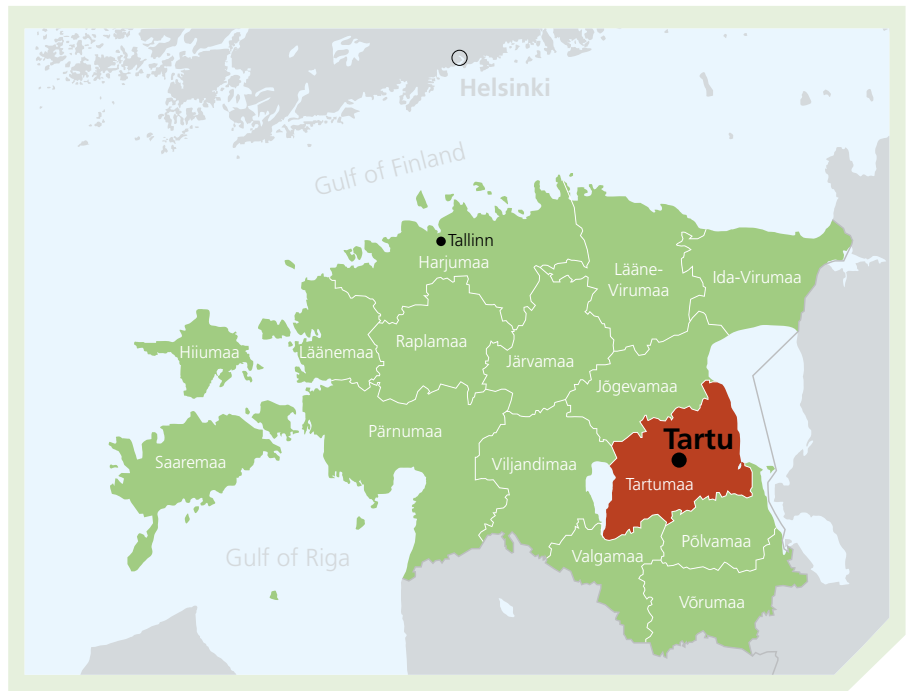 Helsinki
Gulf of Finland
Tallinn
Harjumaa
Lääne-
Virumaa
Ida-Virumaa
Hiiumaa
Läänemaa
Raplamaa
Järvamaa
Jõgevamaa
Pärnumaa
Tartu
Saaremaa
Viljandimaa
Tartumaa
Gulf of Riga
Valgamaa
Põlvamaa
Võrumaa